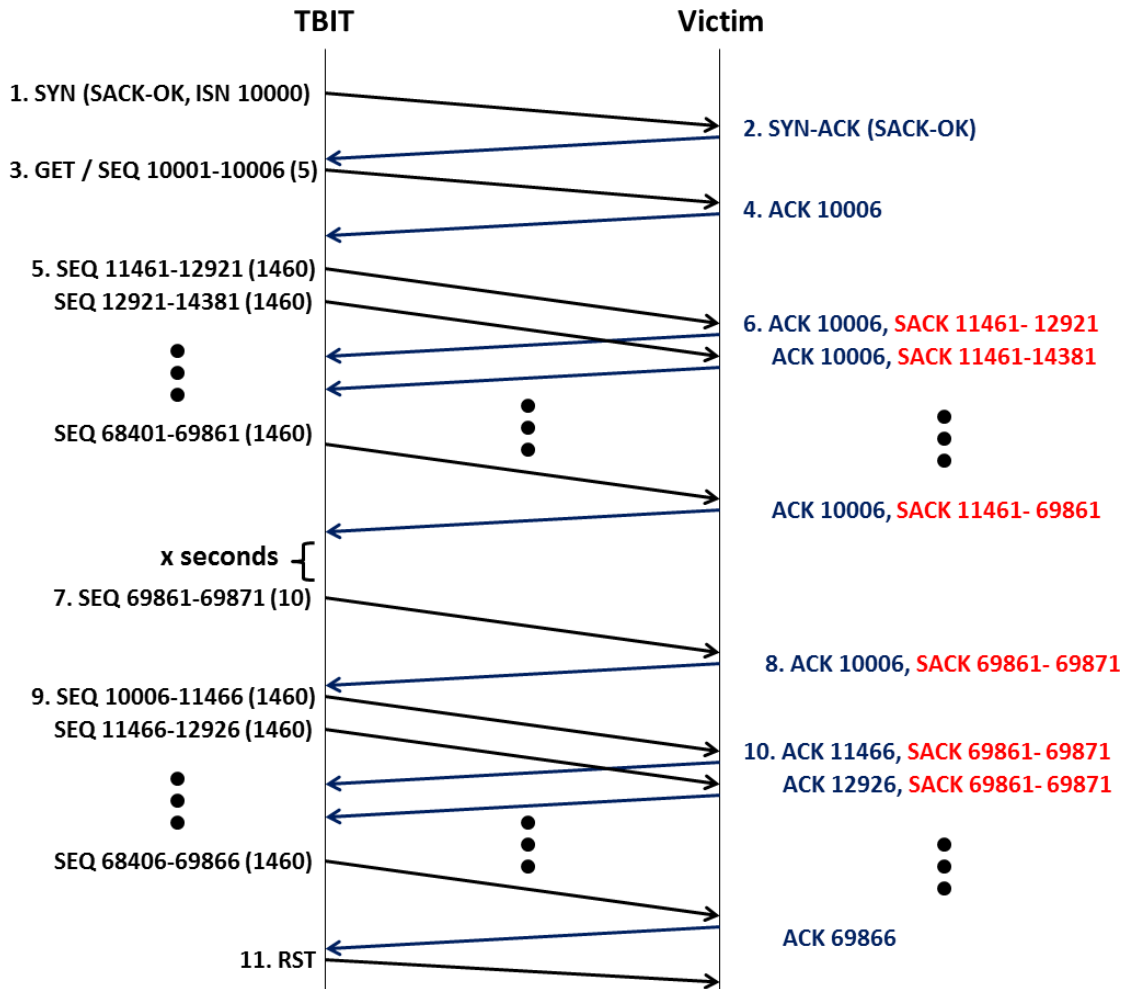 TBIT
Victim
1. SYN (SACK-OK, ISN 10000)
2. SYN-ACK (SACK-OK)
3. GET / SEQ 10001-10006 (5)
4. ACK 10006
5. SEQ 11461-12921 (1460)
SEQ 12921-14381 (1460)
6. ACK 10006, SACK 11461- 12921
ACK 10006, SACK 11461-14381
SEQ 68401-69861 (1460)
ACK 10006, SACK 11461- 69861
x seconds
7. SEQ 69861-69871 (10)
8. ACK 10006, SACK 69861- 69871
9. SEQ 10006-11466 (1460)
SEQ 11466-12926 (1460)
10. ACK 11466, SACK 69861- 69871
ACK 12926, SACK 69861- 69871
SEQ 68406-69866 (1460)
ACK 69866
11. RST